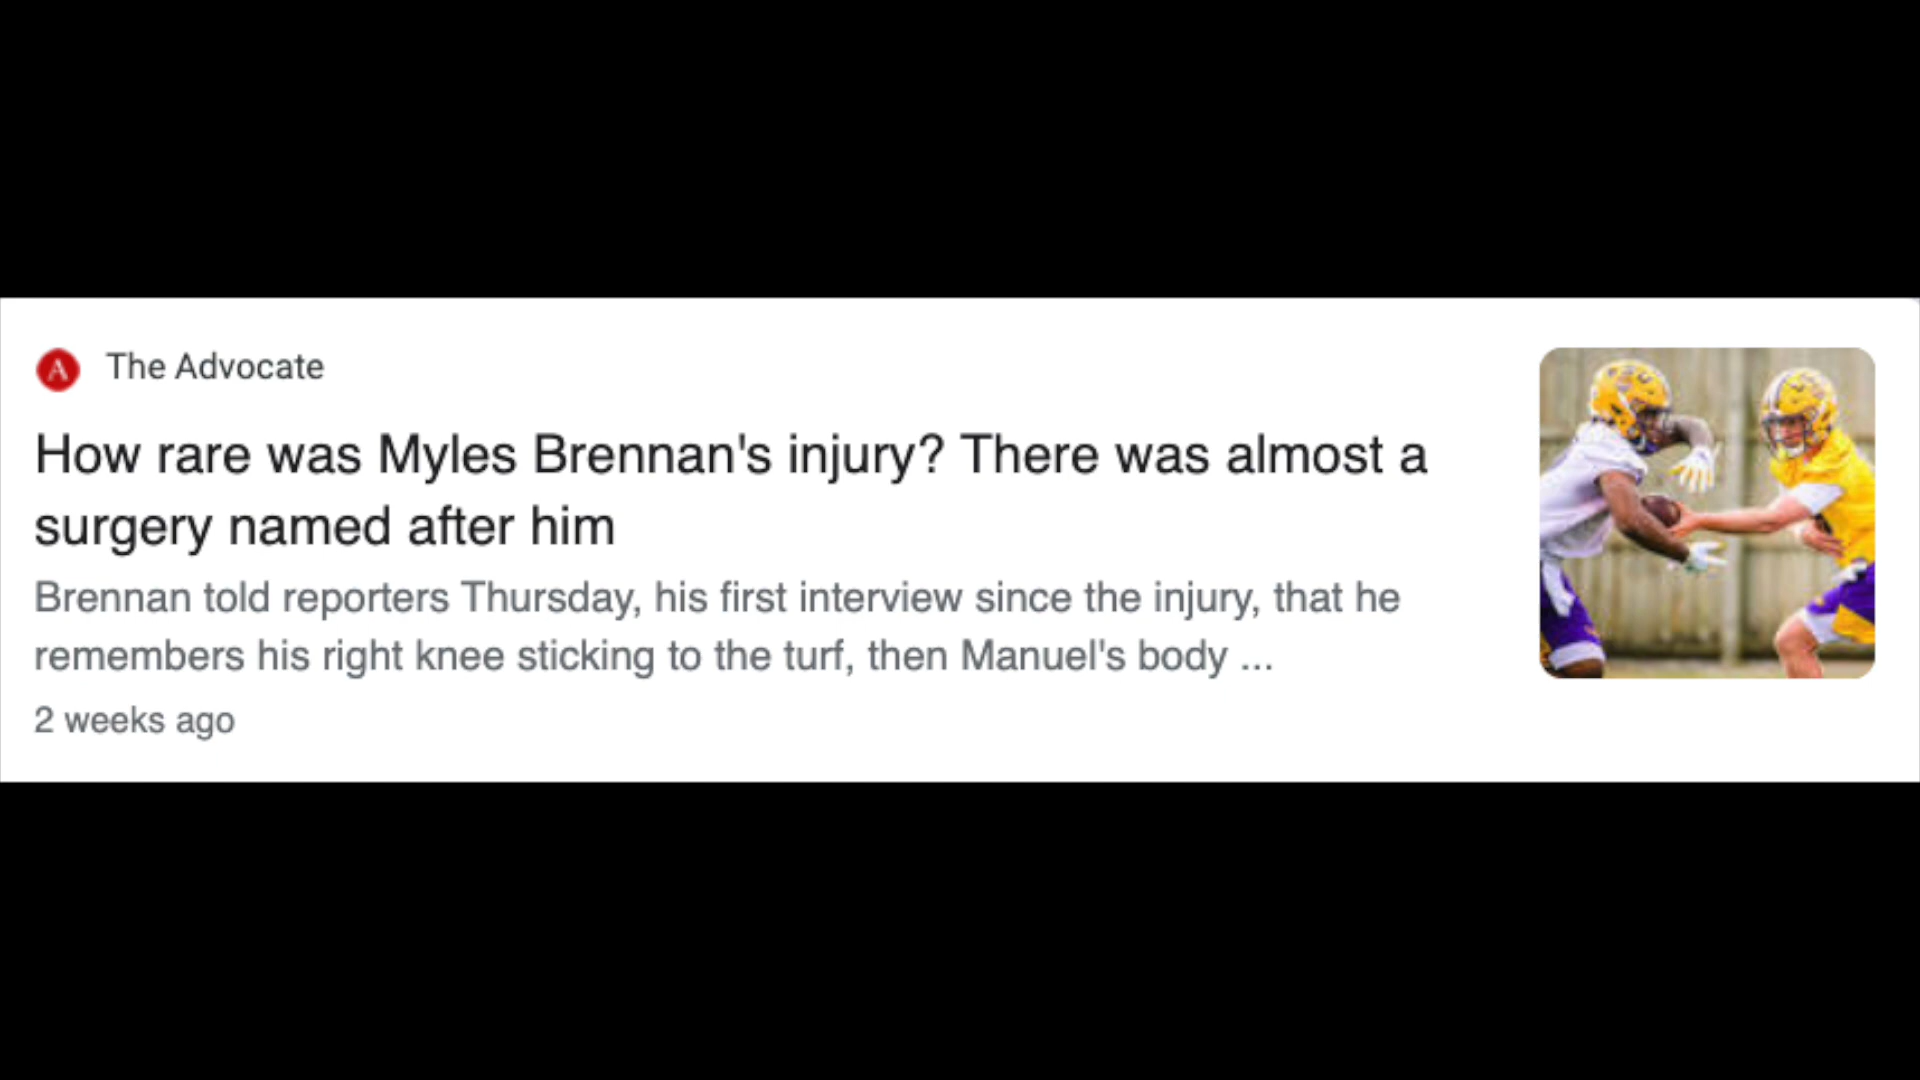 A The Advocate
How rare was Myles Brennan's injury? There was almost a
surgery named after him
Brennan told reporters Thursday, his first interview since the injury, that he
remembers his right knee sticking to the turf, then Manuel's body ...
2 weeks ago